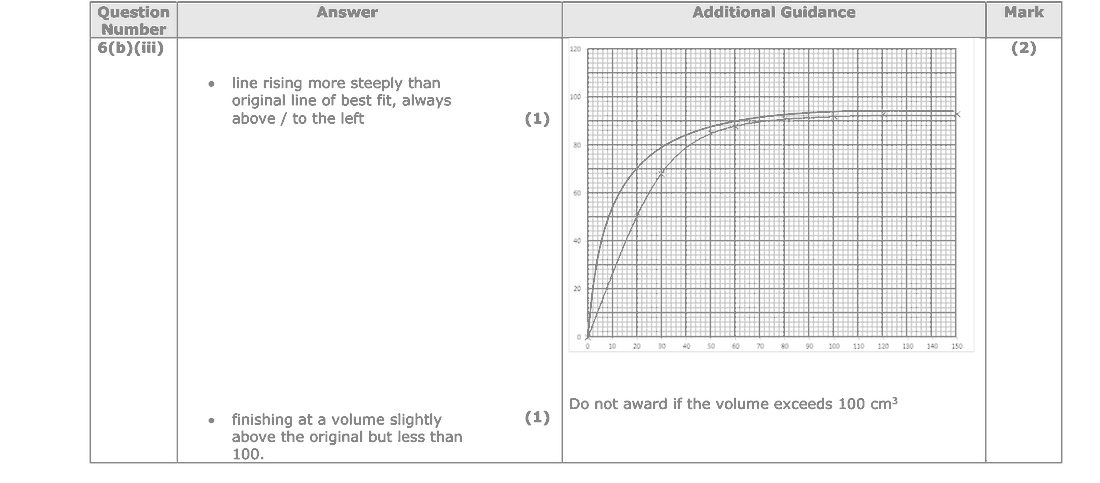 Question Number
Answer
Additional Guidance
Mark
6(b)(iii)
(2)
• line rising more steeply than
original line of best fit, always
above / to the left (1)
120
100
80
60
40
20
0
0 10 20 30 40 50 60 70 80 90 100 110 120 130 140 150
• finishing at a volume slightly (1)
above the original but less than
100.
Do not award if the volume exceeds 100 cm³